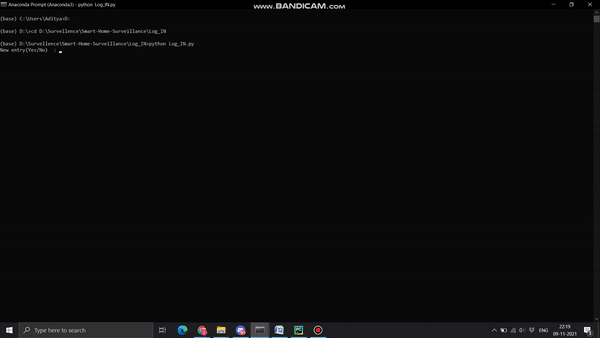 Anaconda Prompt (Anaconda3) - python Log_IN.py
WWW.BANDICAM.COM
(base) C:\Users\Aditya>D:
(base) D:\>cd D:\Survellence\Smart-Home-Surveillance\Log_IN
(base) D:\Survellence\Smart-Home-Surveillance\Log_IN>python Log_IN.py
New entry(Yes/No) : _
Type here to search
ENG
22:19
09-11-2021